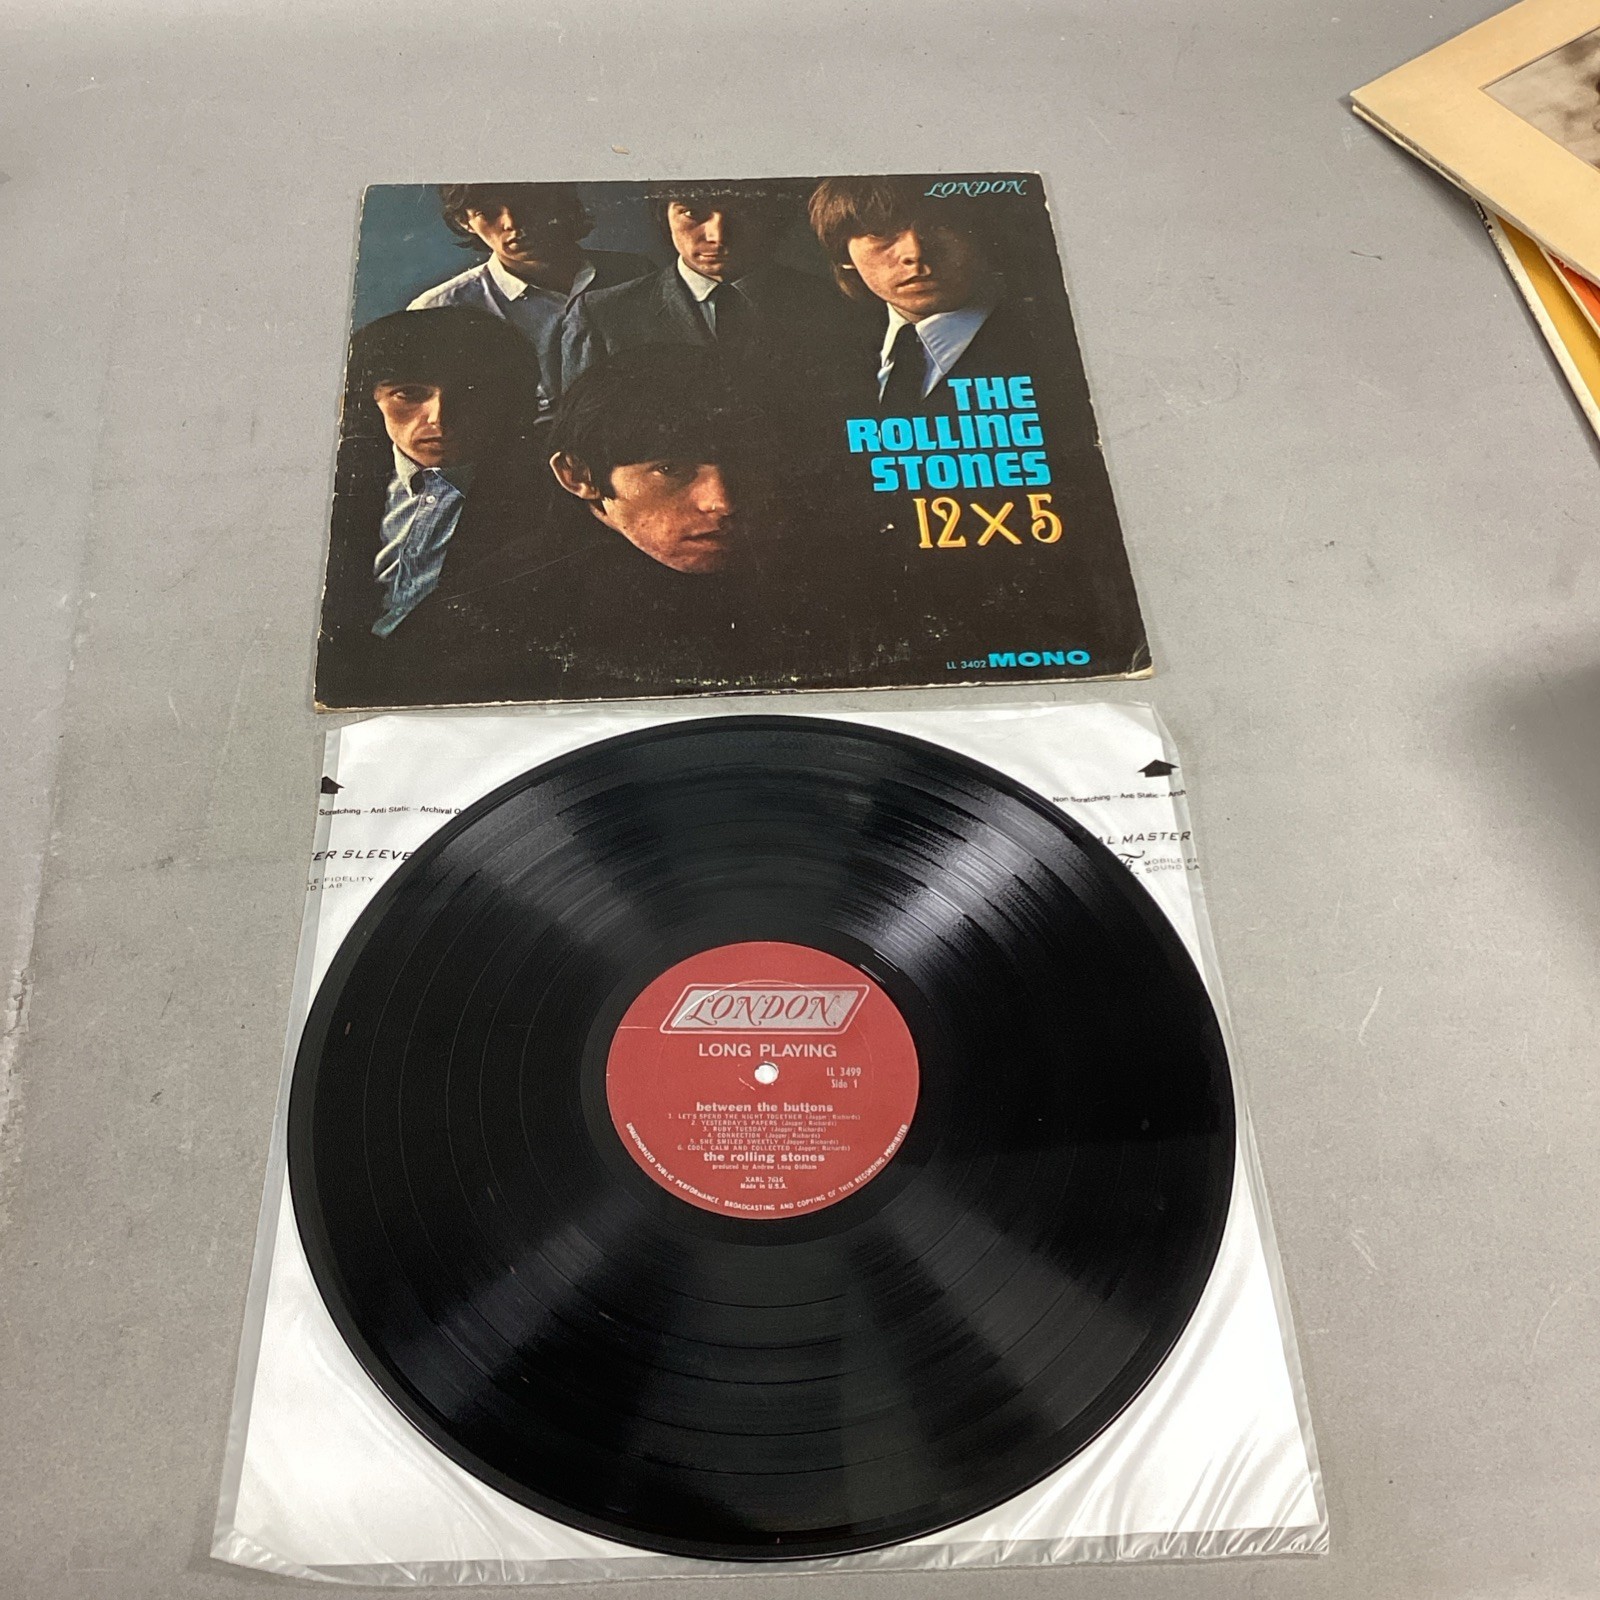 LONDON
THE
ROLLING
STONES
12×5
LL 3402 MONO
Scratching – Anti Static – Archival
Non Scratching – Anti Static –
SLEEVE
MASTER
FIDELITY
LAB
MOBILE
SOUND
LONDON
LONG PLAYING
LL 3499
Side 1
between the buttons
1. LET'S SPEND THE NIGHT TOGETHER (Jagger; Richards)
2. YESTERDAY'S PAPERS (Jagger; Richards)
3. RUBY TUESDAY (Jagger; Richards)
4. CONNECTION (Jagger; Richards)
5. SHE SMILED SWEETLY (Jagger; Richards)
6. COOL, CALM AND COLLECTED (Jagger; Richards)
the rolling stones
produced by Andrew Loog Oldham
XARL 7616
Made in U.S.A.
UNAUTHORIZED PUBLIC PERFORMANCE, BROADCASTING AND COPYING OF THIS RECORDING PROHIBITED